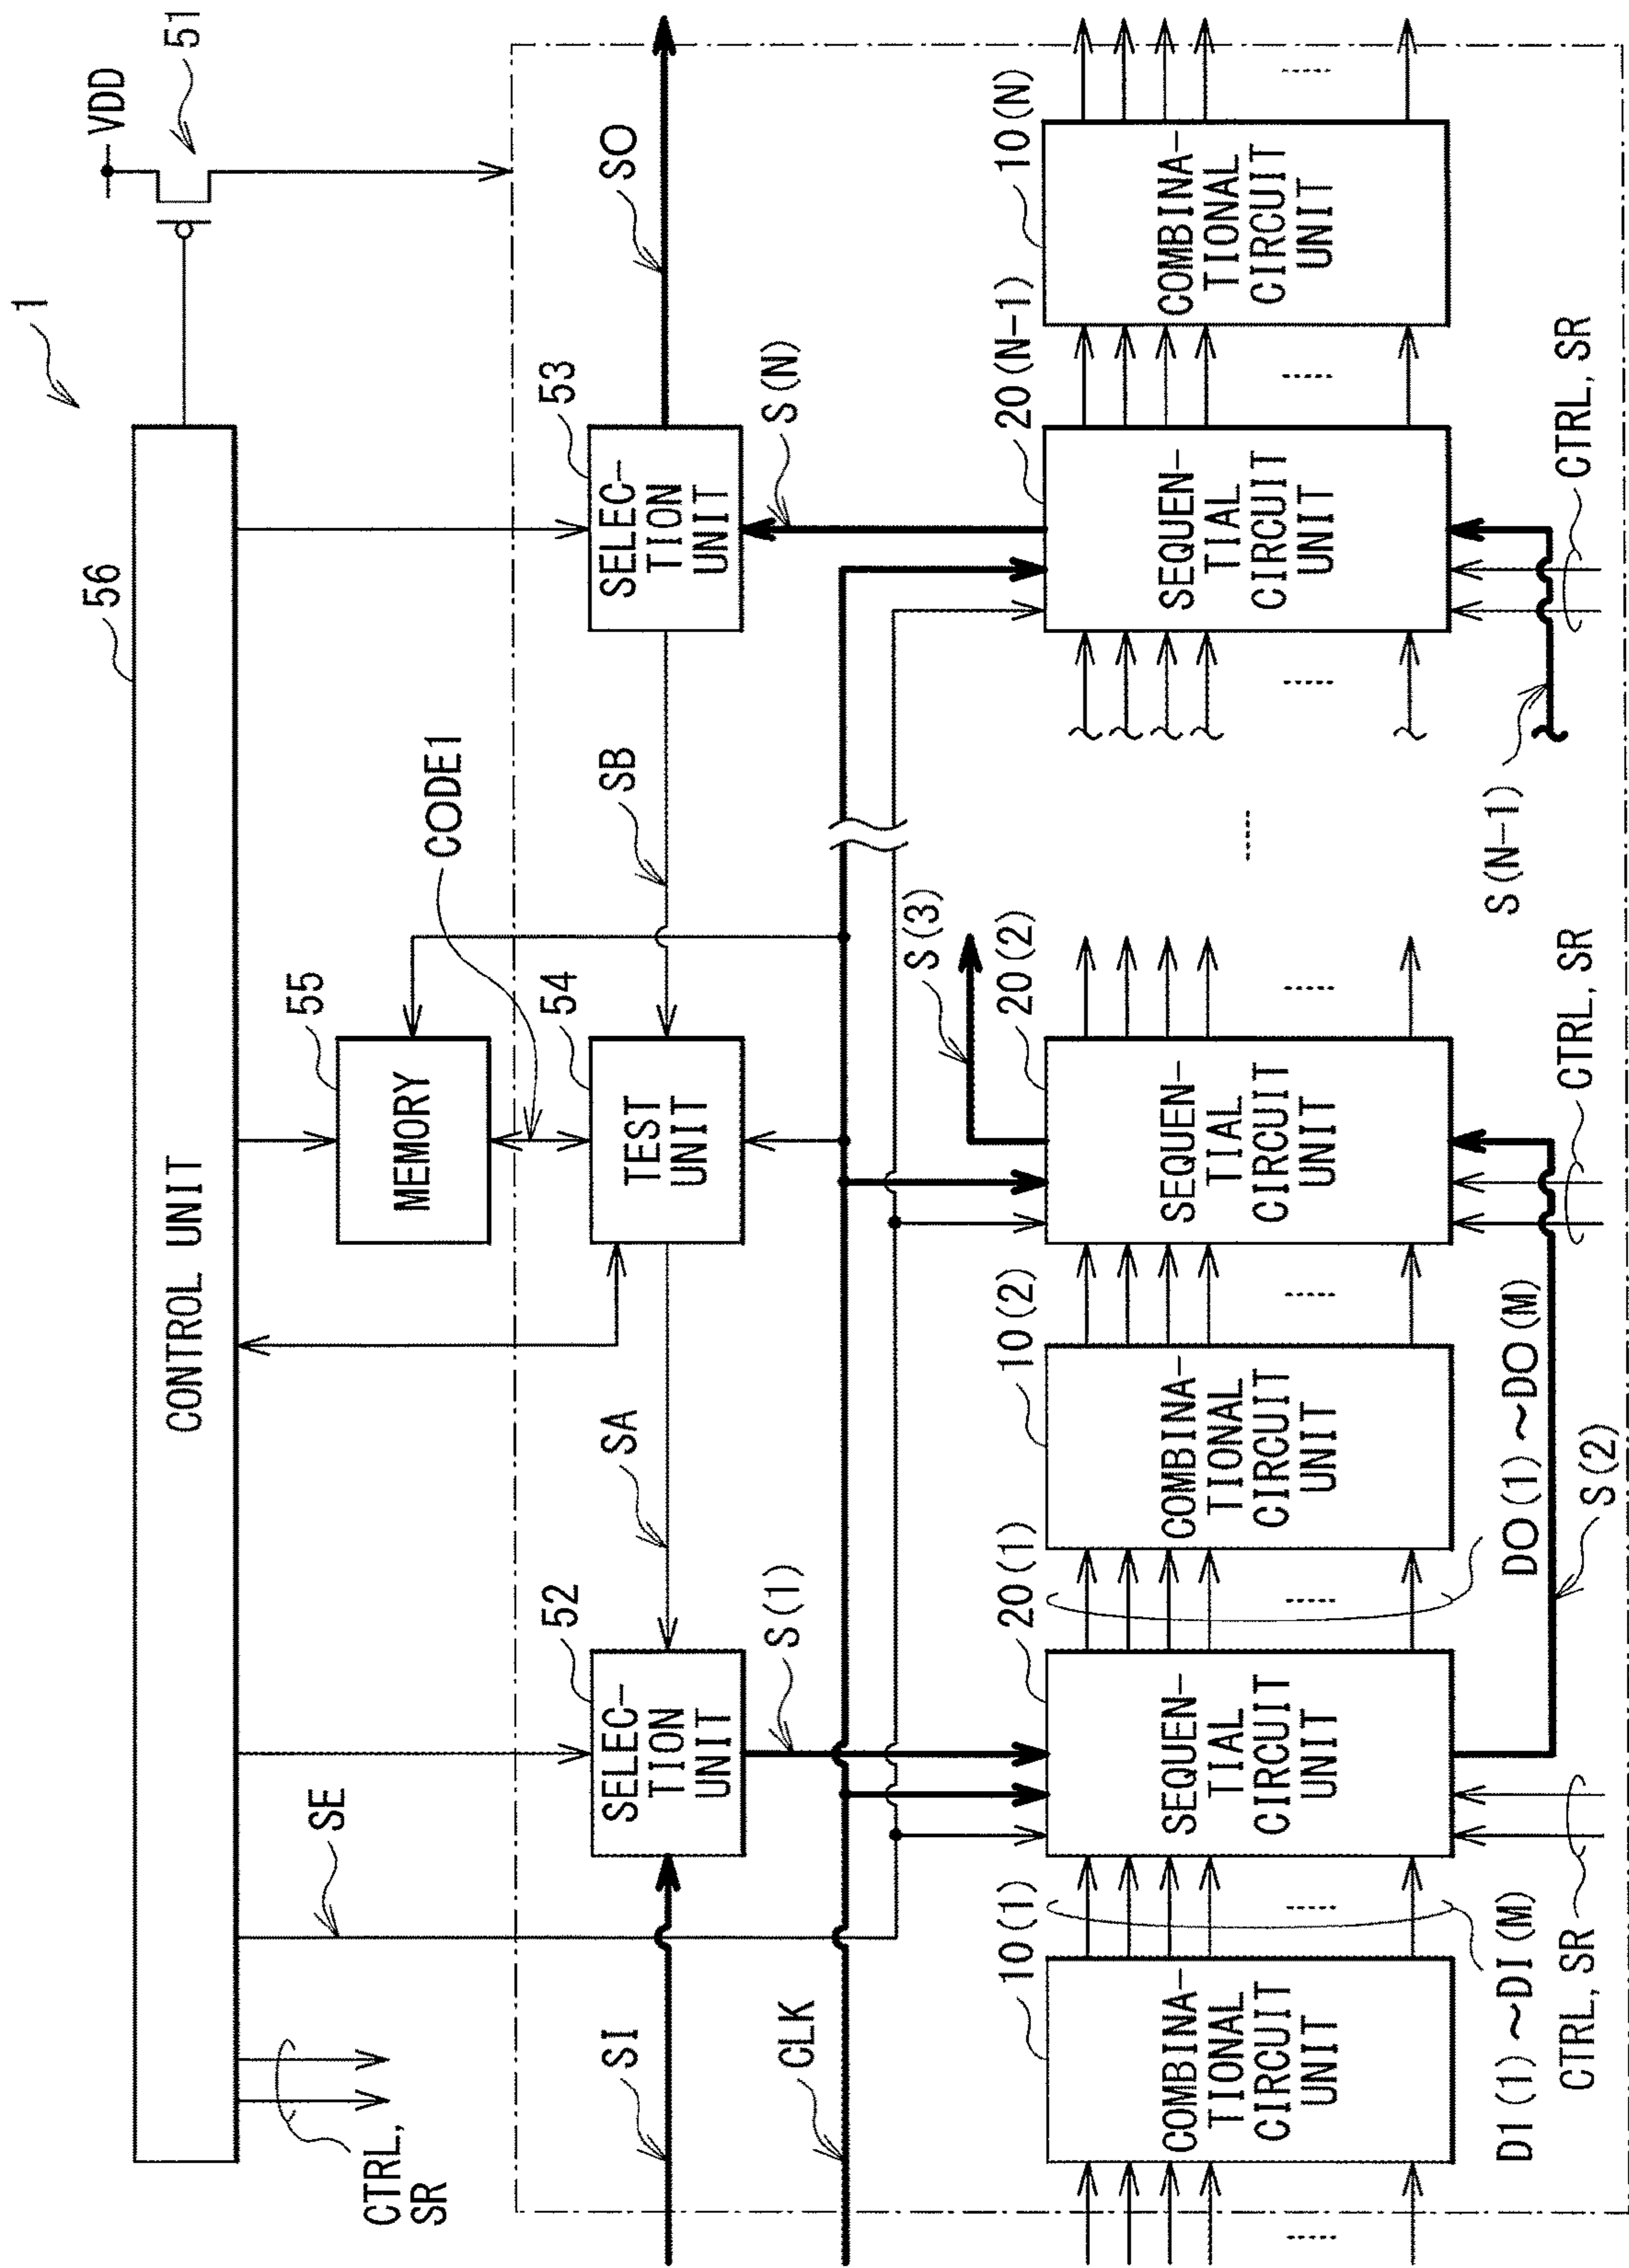 1
VDD
51
56
CONTROL UNIT
CTRL,
SR
SE
55
MEMORY
CODE1
SI
52
SELEC-
TION
UNIT
SA
54
TEST
UNIT
SB
53
SELEC-
TION
UNIT
SO
S(1)
S(N)
CLK
S(3)
10(1)
COMBINA-
TIONAL
CIRCUIT
UNIT
20(1)
SEQUEN-
TIAL
CIRCUIT
UNIT
10(2)
COMBINA-
TIONAL
CIRCUIT
UNIT
20(2)
SEQUEN-
TIAL
CIRCUIT
UNIT
20(N-1)
SEQUEN-
TIAL
CIRCUIT
UNIT
10(N)
COMBINA-
TIONAL
CIRCUIT
UNIT
D1(1)~DI(M)
CTRL, SR
DO(1)~DO(M)
S(2)
CTRL, SR
S(N-1)
CTRL, SR